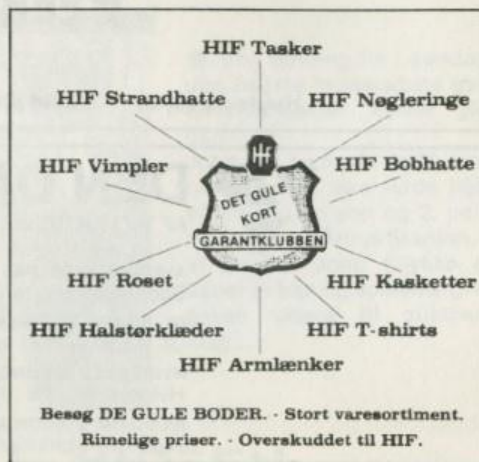 HIF Tasker
HIF Strandhatte
HIF Nøgleringe
HIF Vimpler
HIF Bobhatte
Hif
DET GULE
KORT
GARANTKLUBBEN
HIF Roset
HIF Kasketter
HIF Halstørklæder
HIF T-shirts
HIF Armlænker
Besøg DE GULE BODER. - Stort varesortiment.
Rimelige priser. - Overskuddet til HIF.